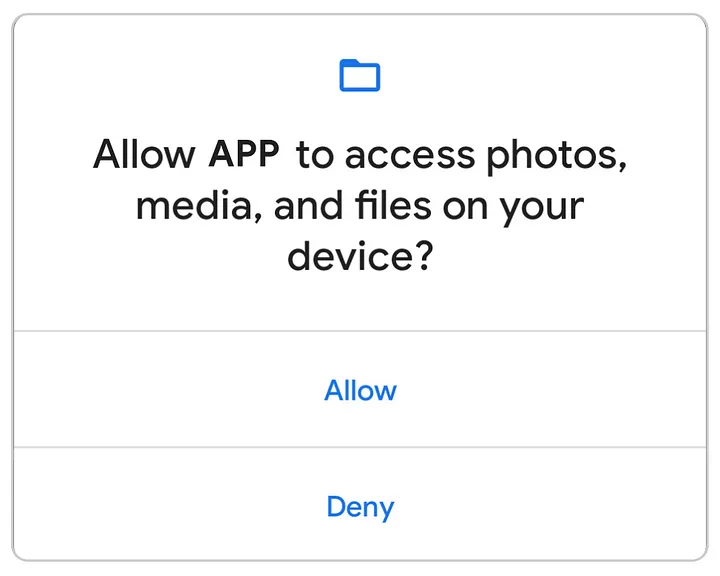 Allow APP to access photos,
media, and files on your
device?
Allow
Deny